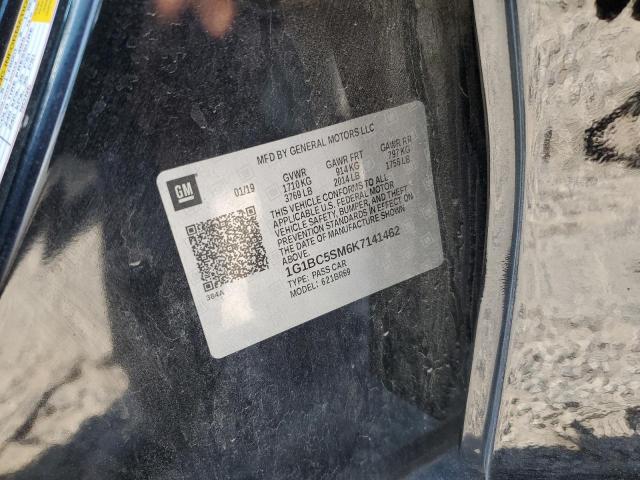 MFD BY GENERAL MOTORS LLC
GM
01/19
GVWR GAWR FRT GAWR RR
1710 KG 914 KG 797 KG
3769 LB 2014 LB 1756 LB
THIS VEHICLE CONFORMS TO ALL
APPLICABLE U.S. FEDERAL MOTOR
VEHICLE SAFETY, BUMPER, AND THEFT
PREVENTION STANDARDS IN EFFECT ON
THE DATE OF MANUFACTURE SHOWN
ABOVE.
1G1BC5SM6K7141462
TYPE: PASS CAR
MODEL: 621BR69
384A